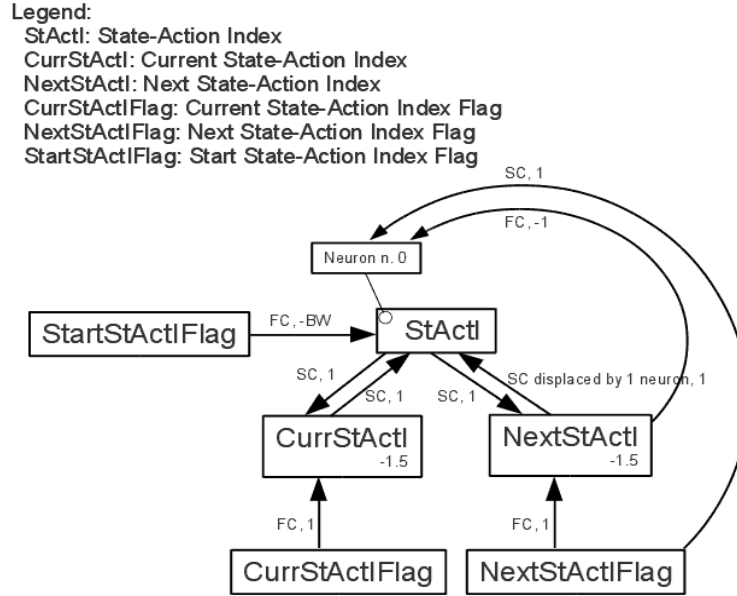 Legend:
StActI: State-Action Index
CurrStActI: Current State-Action Index
NextStActI: Next State-Action Index
CurrStActIFlag: Current State-Action Index Flag
NextStActIFlag: Next State-Action Index Flag
StartStActIFlag: Start State-Action Index Flag
SC, 1
FC, -1
Neuron n. 0
StartStActIFlag
FC, -BW
StActI
SC, 1
SC, 1
SC, 1
SC displaced by 1 neuron, 1
CurrStActI
-1.5
NextStActI
-1.5
FC, 1
FC, 1
CurrStActIFlag
NextStActIFlag